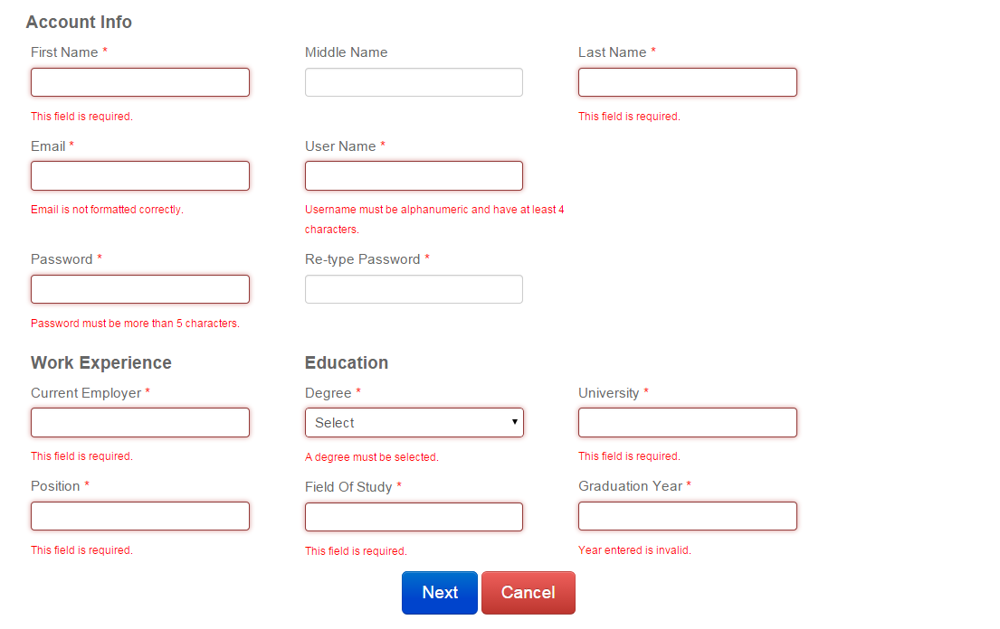 Account Info
First Name * Middle Name Last Name *
This field is required. This field is required.
Email * User Name *
Email is not formatted correctly. Username must be alphanumeric and have at least 4
characters.
Password * Re-type Password *
Password must be more than 5 characters.
Work Experience Education
Current Employer * Degree * University *
Select
This field is required. A degree must be selected. This field is required.
Position * Field Of Study * Graduation Year *
This field is required. This field is required. Year entered is invalid.
Next Cancel